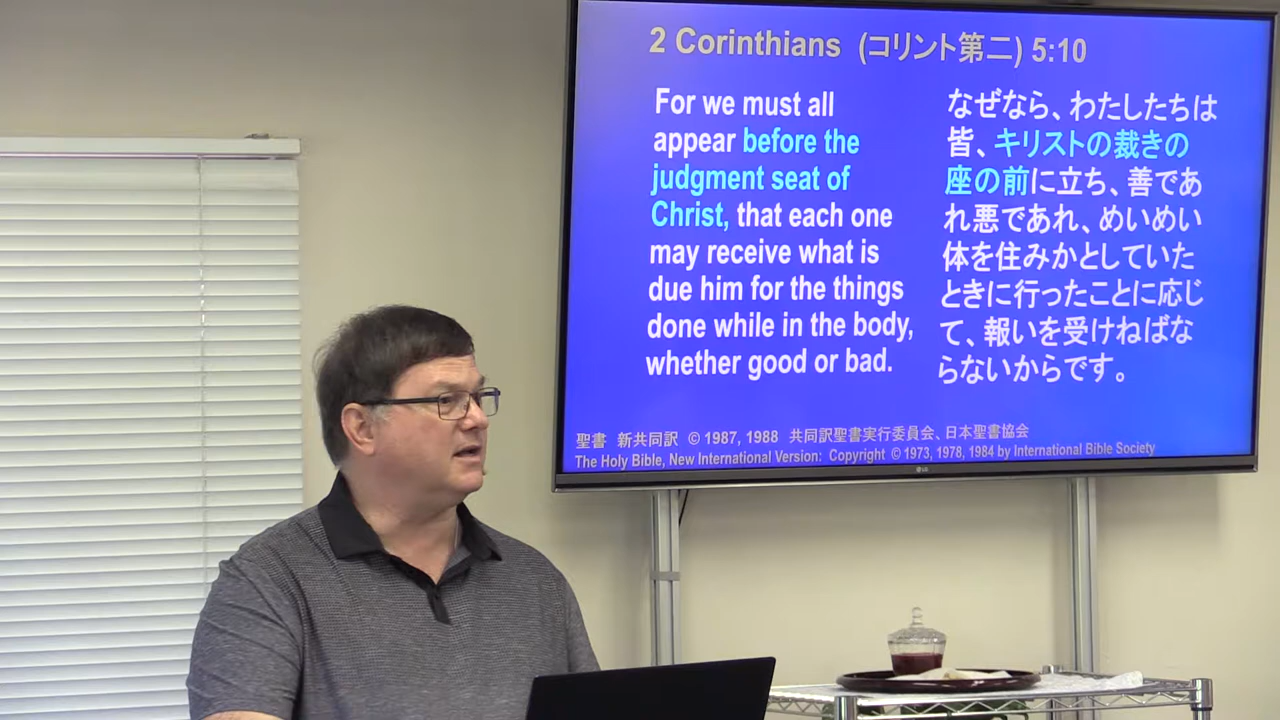 2 Corinthians (コリント第二) 5:10
For we must all
appear before the
judgment seat of
Christ, that each one
may receive what is
due him for the things
done while in the body,
whether good or bad.
なぜなら、わたしたちは
皆、キリストの裁きの
座の前に立ち、善であ
れ悪であれ、めいめい
体を住みかとしていた
ときに行ったことに応じ
て、報いを受けねばな
らないからです。
聖書 新共同訳 © 1987, 1988 共同訳聖書実行委員会、日本聖書協会
The Holy Bible, New International Version: Copyright © 1973, 1978, 1984 by International Bible Society
LG